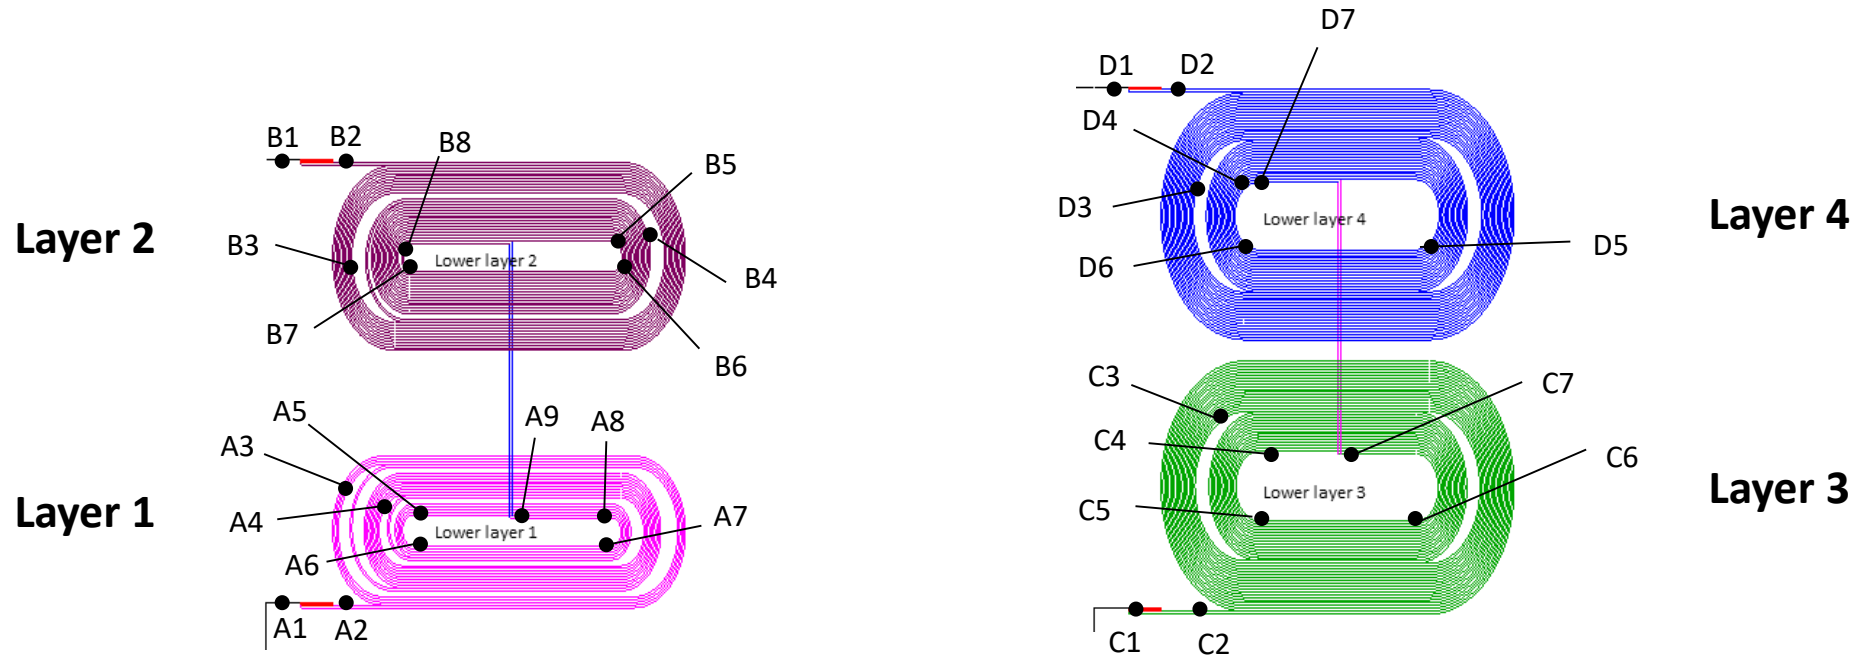 D7
D1 D2
D4
B1 B2 B8
B5
B3
D3
Layer 2
Lower layer 2
Lower layer 4
Layer 4
B4
D6
D5
B7
B6
C3
C7
A5
A9 A8
A3
C4
C6
A4
Layer 1
Lower layer 1
A7
C5
Lower layer 3
Layer 3
A6
A1 A2
C1 C2